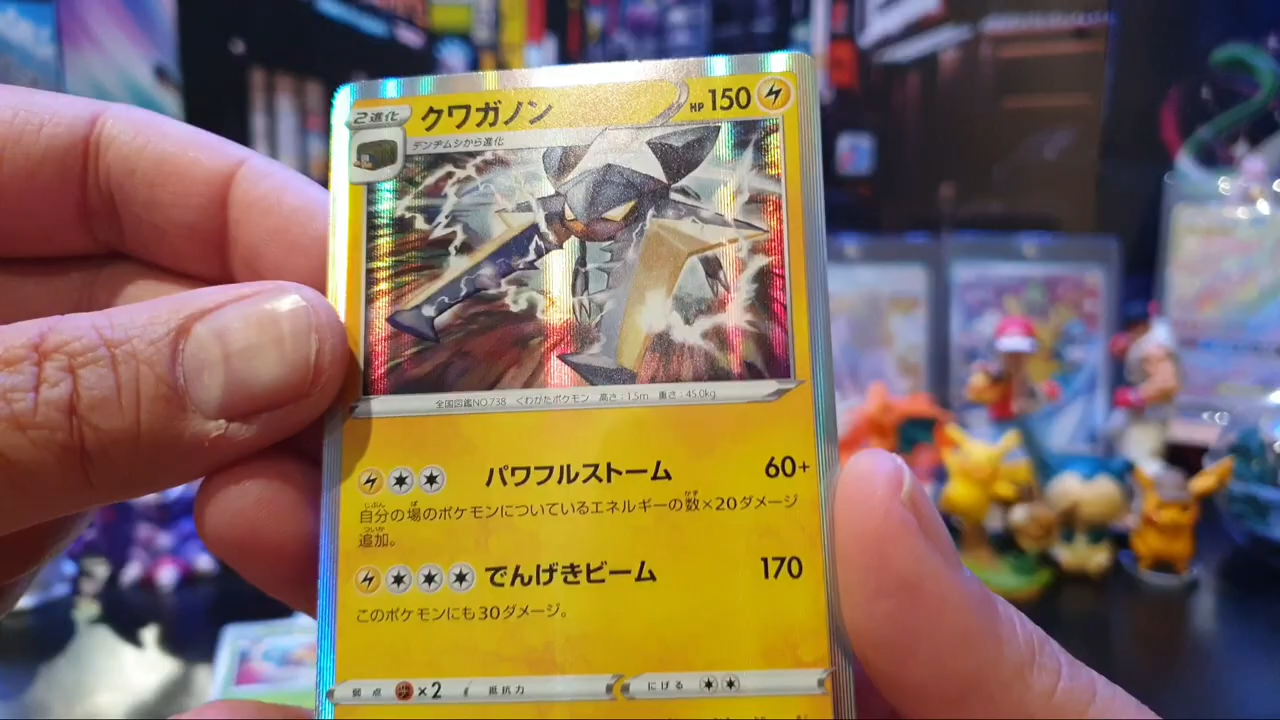 2進化
クワガノン
HP 150
デンヂムシから進化
全国図鑑NO.738 くわがたポケモン 高さ:1.5m 重さ:45.0kg
パワフルストーム 60+
自分の場のポケモンについているエネルギーの数×20ダメージ
追加。
でんげきビーム 170
このポケモンにも30ダメージ。
弱点 ×2 抵抗力 にげる